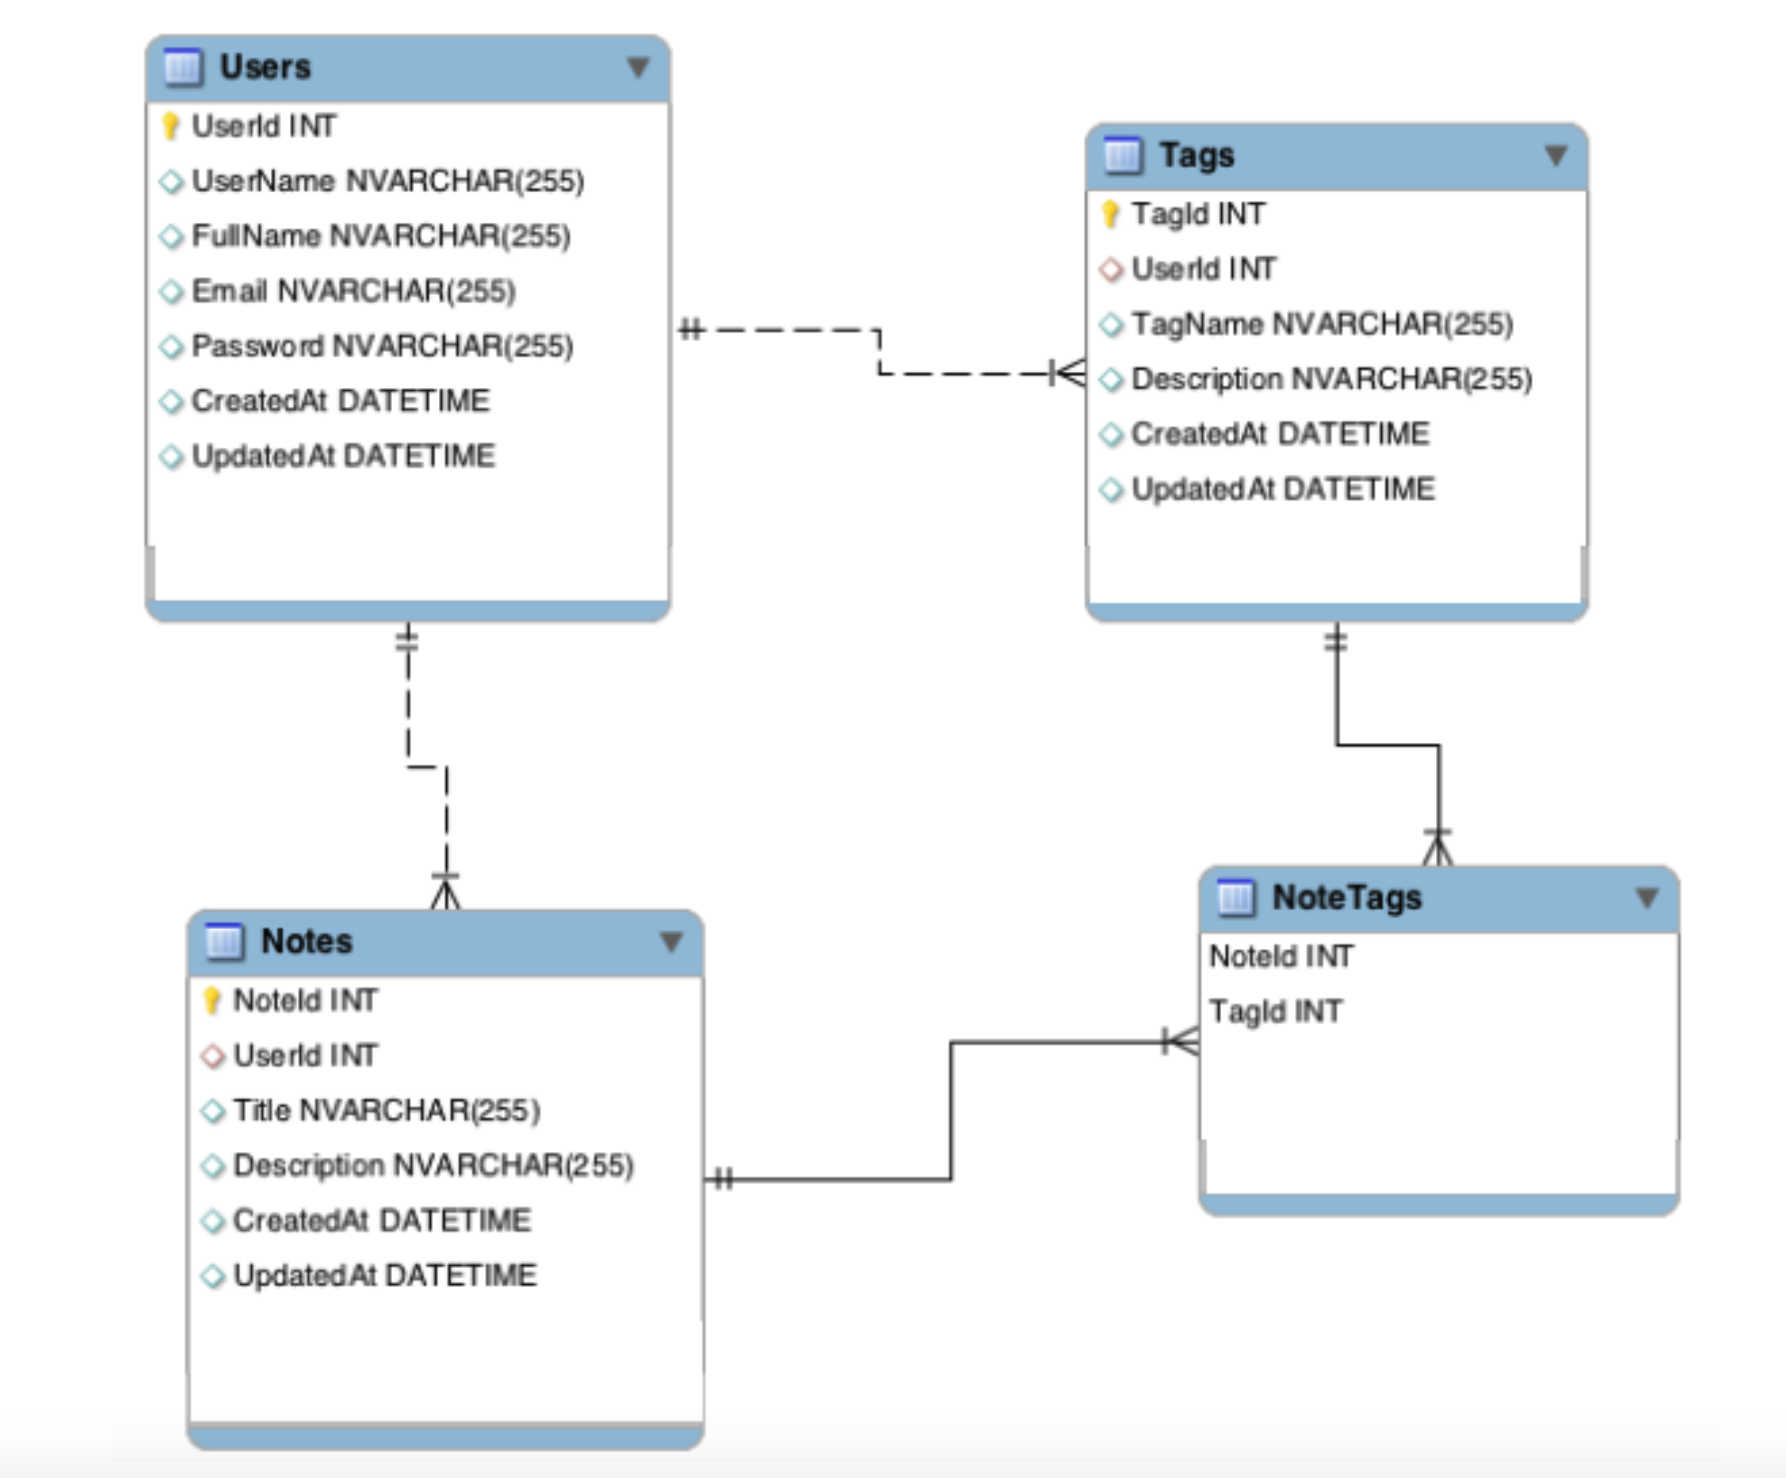 Users
UserId INT
UserName NVARCHAR(255)
FullName NVARCHAR(255)
Email NVARCHAR(255)
Password NVARCHAR(255)
CreatedAt DATETIME
UpdatedAt DATETIME
Tags
TagId INT
UserId INT
TagName NVARCHAR(255)
Description NVARCHAR(255)
CreatedAt DATETIME
UpdatedAt DATETIME
Notes
NoteId INT
UserId INT
Title NVARCHAR(255)
Description NVARCHAR(255)
CreatedAt DATETIME
UpdatedAt DATETIME
NoteTags
NoteId INT
TagId INT